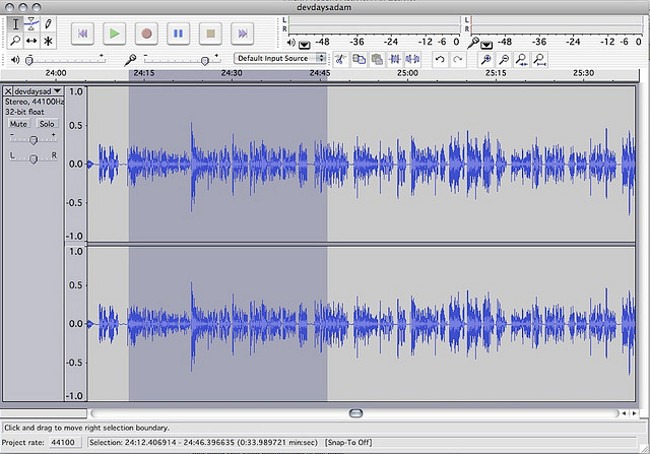 devdaysadam
L
R
-48 -36 -24 -12 -6 0
L
R
-48 -36 -24 -12 -6 0
- +
- +
Default Input Source
24:00 24:15 24:30 24:45 25:00 25:15 25:30
X devdaysad
Stereo, 44100Hz
32-bit float
Mute Solo
- +
L R
1.0
0.5
0.0
-0.5
-1.0
1.0
0.5
0.0
-0.5
-1.0
Click and drag to move right selection boundary.
Project rate: 44100 Selection: 24:12.406914 - 24:46.396635 (0:33.989721 min:sec) [Snap-To Off]